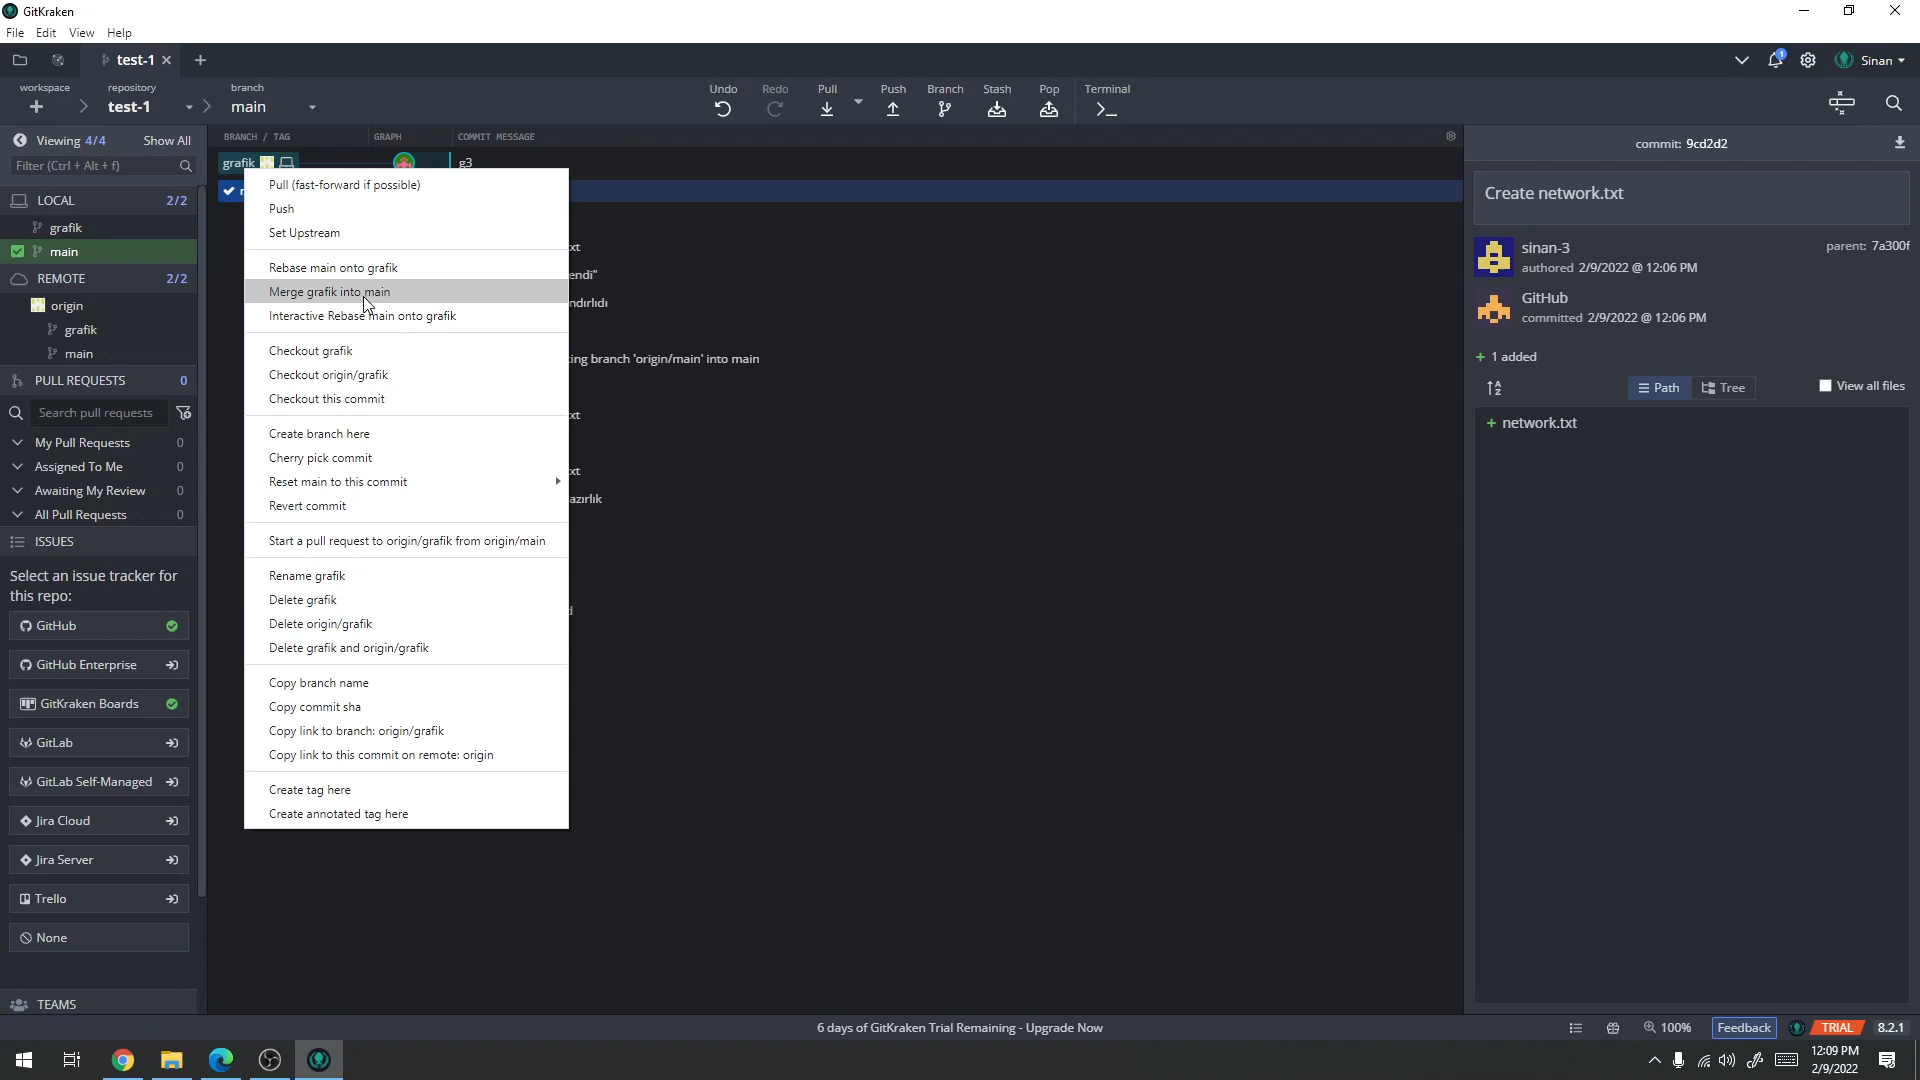 GitKraken
File Edit View Help
test-1
Sinan
workspace
repository
test-1
branch
main
Undo
Redo
Pull
Push
Branch
Stash
Pop
Terminal
Viewing 4/4 Show All
Filter (Ctrl + Alt + f)
LOCAL 2/2
grafik
main
REMOTE 2/2
origin
grafik
main
PULL REQUESTS 0
Search pull requests
My Pull Requests 0
Assigned To Me 0
Awaiting My Review 0
All Pull Requests 0
ISSUES
Select an issue tracker for
this repo:
GitHub
GitHub Enterprise
GitKraken Boards
GitLab
GitLab Self-Managed
Jira Cloud
Jira Server
Trello
None
TEAMS
BRANCH / TAG GRAPH COMMIT MESSAGE
grafik g3
Pull (fast-forward if possible)
Push
Set Upstream
Rebase main onto grafik
Merge grafik into main
Interactive Rebase main onto grafik
Checkout grafik
Checkout origin/grafik
Checkout this commit
Create branch here
Cherry pick commit
Reset main to this commit
Revert commit
Start a pull request to origin/grafik from origin/main
Rename grafik
Delete grafik
Delete origin/grafik
Delete grafik and origin/grafik
Copy branch name
Copy commit sha
Copy link to branch: origin/grafik
Copy link to this commit on remote: origin
Create tag here
Create annotated tag here
xt
endi"
ndırlıdı
ing branch 'origin/main' into main
xt
xt
azırlık
commit: 9cd2d2
Create network.txt
sinan-3
authored 2/9/2022 @ 12:06 PM
parent: 7a300f
GitHub
committed 2/9/2022 @ 12:06 PM
+ 1 added
Path Tree View all files
+ network.txt
6 days of GitKraken Trial Remaining - Upgrade Now
100% Feedback TRIAL 8.2.1
12:09 PM
2/9/2022